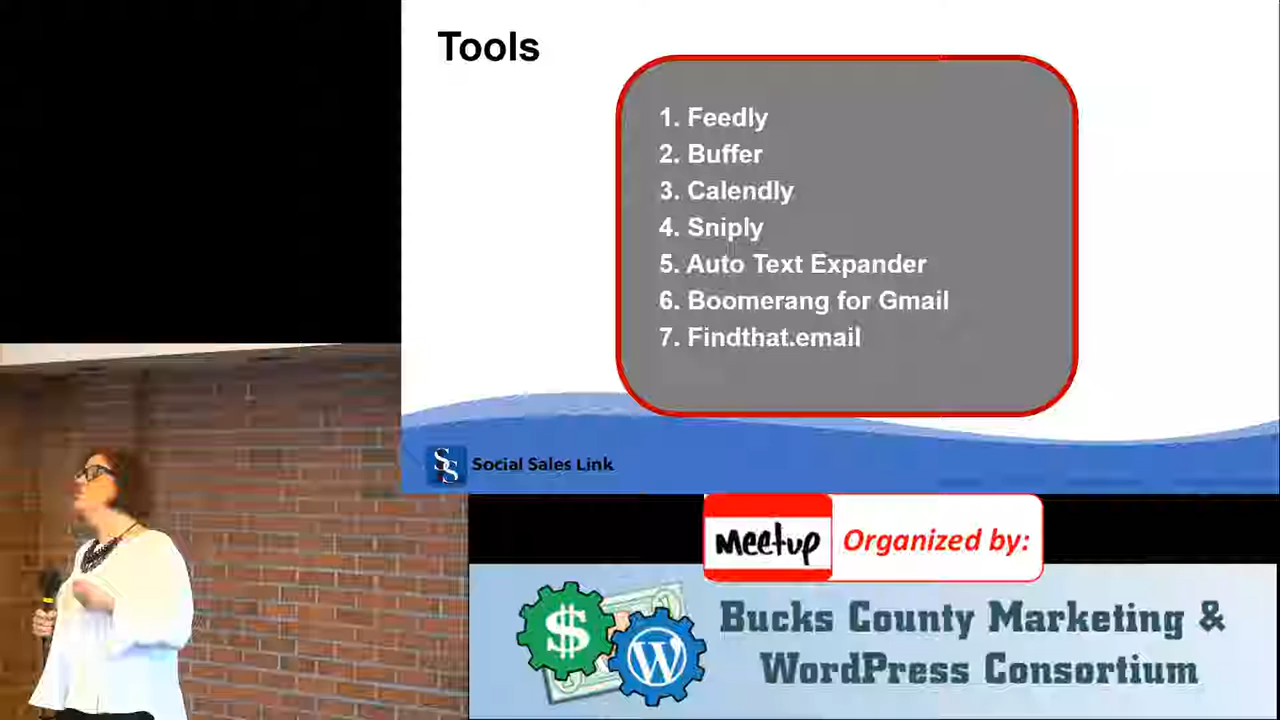 Tools
1. Feedly
2. Buffer
3. Calendly
4. Sniply
5. Auto Text Expander
6. Boomerang for Gmail
7. Findthat.email
SS Social Sales Link
meetup Organized by:
$
W
Bucks County Marketing &
WordPress Consortium